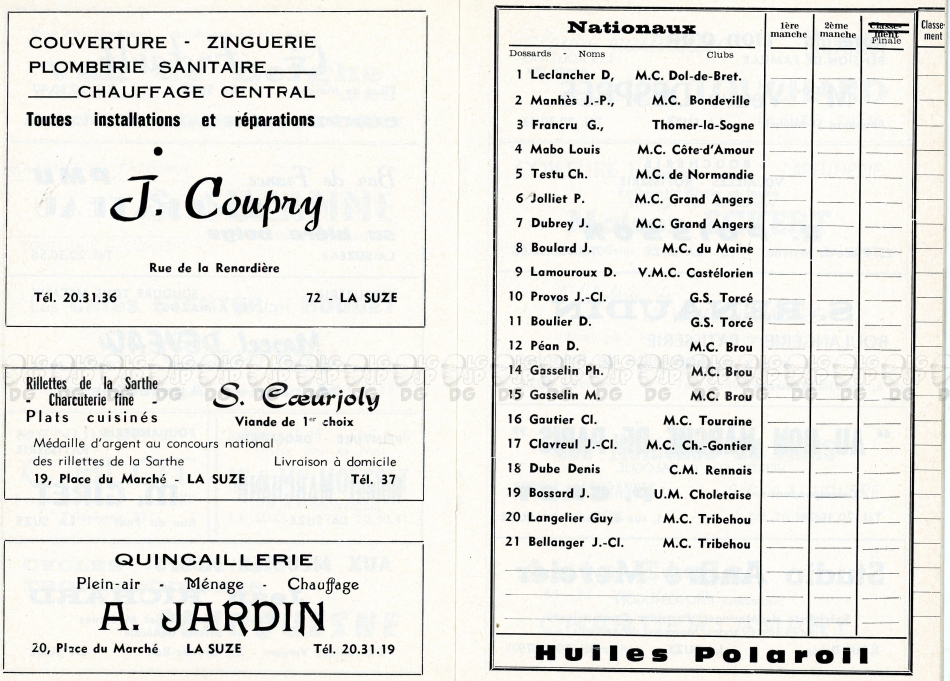 COUVERTURE - ZINGUERIE
PLOMBERIE SANITAIRE
CHAUFFAGE CENTRAL
Toutes installations et réparations
J. Coupry
Rue de la Renardière
Tél. 20.31.36 72 - LA SUZE
Rillettes de la Sarthe
Charcuterie fine
Plats cuisinés
S. Cœurjoly
Viande de 1er choix
Médaille d'argent au concours national
des rillettes de la Sarthe Livraison à domicile
19, Place du Marché - LA SUZE Tél. 37
QUINCAILLERIE
Plein-air - Ménage - Chauffage
A. JARDIN
20, Place du Marché LA SUZE Tél. 20.31.19
Nationaux 1ère manche 2ème manche Classement Finale Classement
Dossards - Noms Clubs
1 Leclancher D, M.C. Dol-de-Bret.
2 Manhès J.-P., M.C. Bondeville
3 Francru G., Thomer-la-Sogne
4 Mabo Louis M.C. Côte-d'Amour
5 Testu Ch. M.C. de Normandie
6 Jolliet P. M.C. Grand Angers
7 Dubrey J. M.C. Grand Angers
8 Boulard J. M.C. du Maine
9 Lamouroux D. V.M.C. Castélorien
10 Provos J.-Cl. G.S. Torcé
11 Boulier D. G.S. Torcé
12 Péan D. M.C. Brou
14 Gasselin Ph. M.C. Brou
15 Gasselin M. M.C. Brou
16 Gautier Cl. M.C. Touraine
17 Clavreul J.-Cl. M.C. Ch.-Gontier
18 Dube Denis C.M. Rennais
19 Bossard J. U.M. Choletaise
20 Langelier Guy M.C. Tribehou
21 Bellanger J.-Cl. M.C. Tribehou
Huiles Polaroil